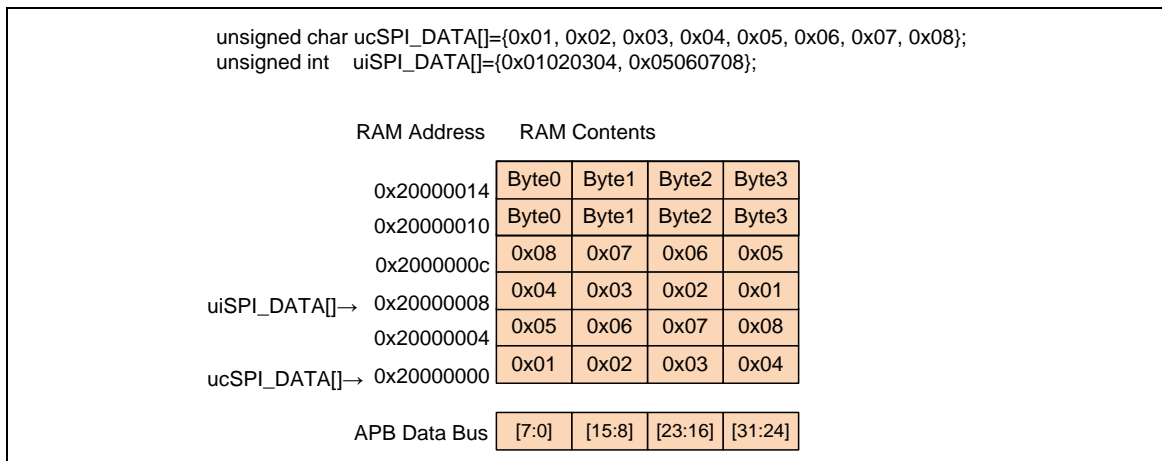 unsigned char ucSPI_DATA[]={0x01, 0x02, 0x03, 0x04, 0x05, 0x06, 0x07, 0x08};
unsigned int uiSPI_DATA[]={0x01020304, 0x05060708};
RAM Address RAM Contents
0x20000014 Byte0 Byte1 Byte2 Byte3
0x20000010 Byte0 Byte1 Byte2 Byte3
0x2000000c 0x08 0x07 0x06 0x05
uiSPI_DATA[]→ 0x20000008 0x04 0x03 0x02 0x01
0x20000004 0x05 0x06 0x07 0x08
ucSPI_DATA[]→ 0x20000000 0x01 0x02 0x03 0x04
APB Data Bus [7:0] [15:8] [23:16] [31:24]